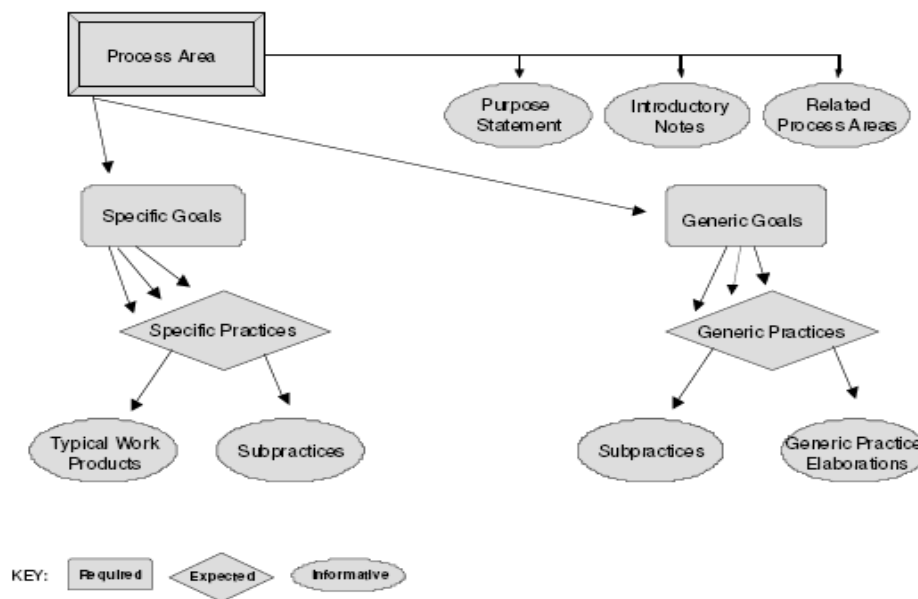 Process Area
Purpose
Statement
Introductory
Notes
Related
Process Areas
Specific Goals
Generic Goals
Specific Practices
Generic Practices
Typical Work
Products
Subpractices
Subpractices
Generic Practice
Elaborations
KEY:
Required
Expected
Informative